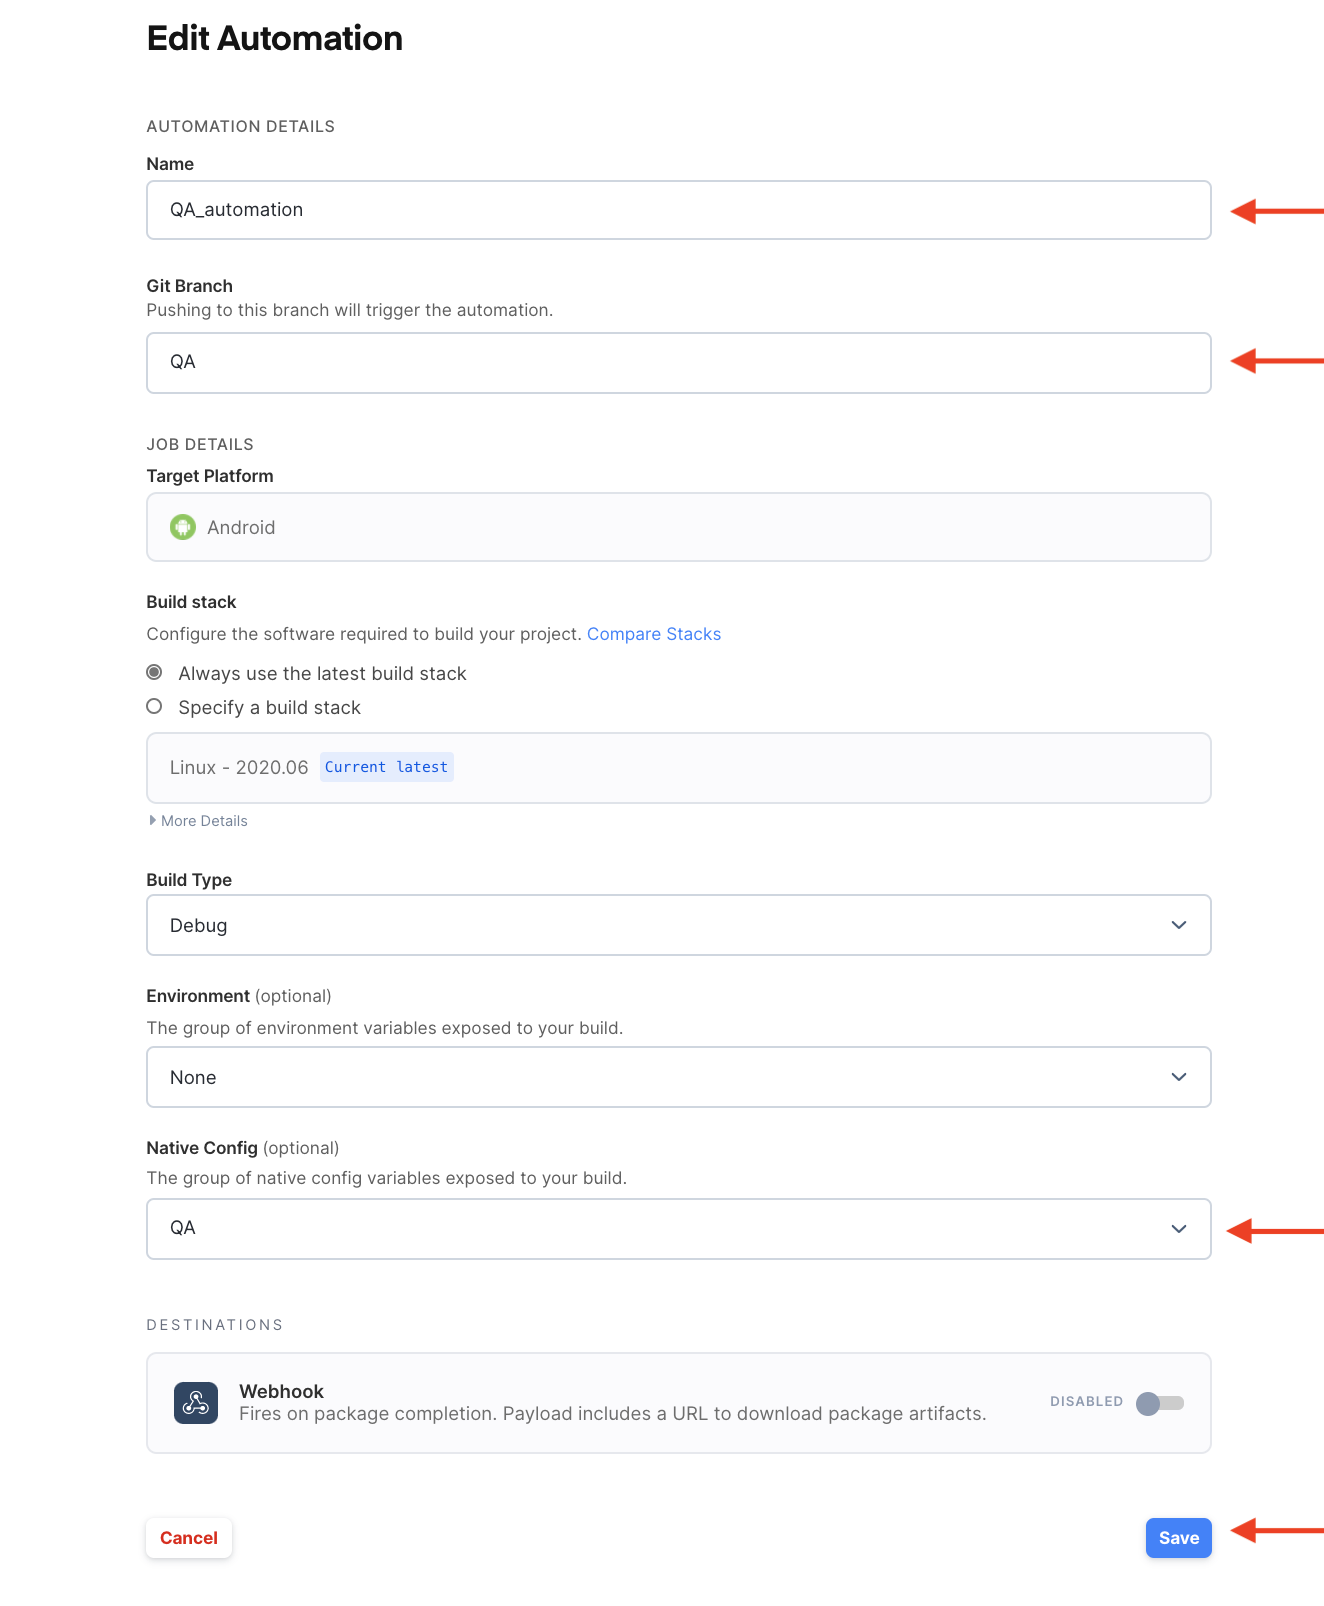 Edit Automation
AUTOMATION DETAILS
Name
QA_automation
Git Branch
Pushing to this branch will trigger the automation.
QA
JOB DETAILS
Target Platform
Android
Build stack
Configure the software required to build your project. Compare Stacks
Always use the latest build stack
Specify a build stack
Linux - 2020.06 Current latest
More Details
Build Type
Debug
Environment (optional)
The group of environment variables exposed to your build.
None
Native Config (optional)
The group of native config variables exposed to your build.
QA
DESTINATIONS
Webhook
Fires on package completion. Payload includes a URL to download package artifacts.
DISABLED
Cancel
Save